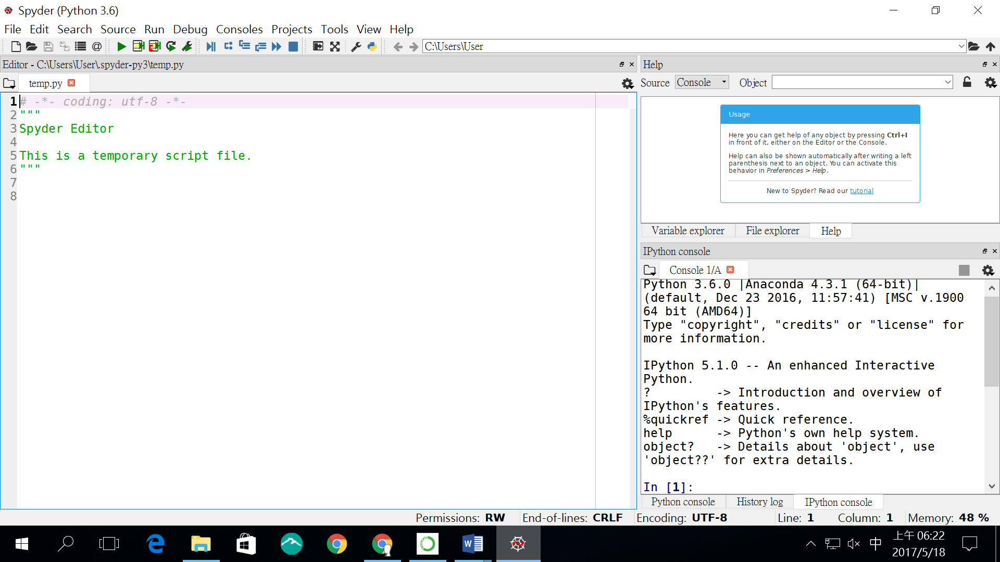 Spyder (Python 3.6)
File Edit Search Source Run Debug Consoles Projects Tools View Help
C:\Users\User
Editor - C:\Users\User\.spyder-py3\temp.py
temp.py
1 # -*- coding: utf-8 -*-
2 """
3 Spyder Editor
4
5 This is a temporary script file.
6 """
7
8
Help
Source Console Object
Usage
Here you can get help of any object by pressing Ctrl+I
in front of it, either on the Editor or the Console.
Help can also be shown automatically after writing a left
parenthesis next to an object. You can activate this
behavior in Preferences > Help.
New to Spyder? Read our tutorial
Variable explorer File explorer Help
IPython console
Console 1/A
Python 3.6.0 |Anaconda 4.3.1 (64-bit)|
(default, Dec 23 2016, 11:57:41) [MSC v.1900
64 bit (AMD64)]
Type "copyright", "credits" or "license" for
more information.
IPython 5.1.0 -- An enhanced Interactive
Python.
? -> Introduction and overview of
IPython's features.
%quickref -> Quick reference.
help -> Python's own help system.
object? -> Details about 'object', use
'object??' for extra details.
In [1]:
Python console History log IPython console
Permissions: RW End-of-lines: CRLF Encoding: UTF-8 Line: 1 Column: 1 Memory: 48 %
中
上午 06:22
2017/5/18